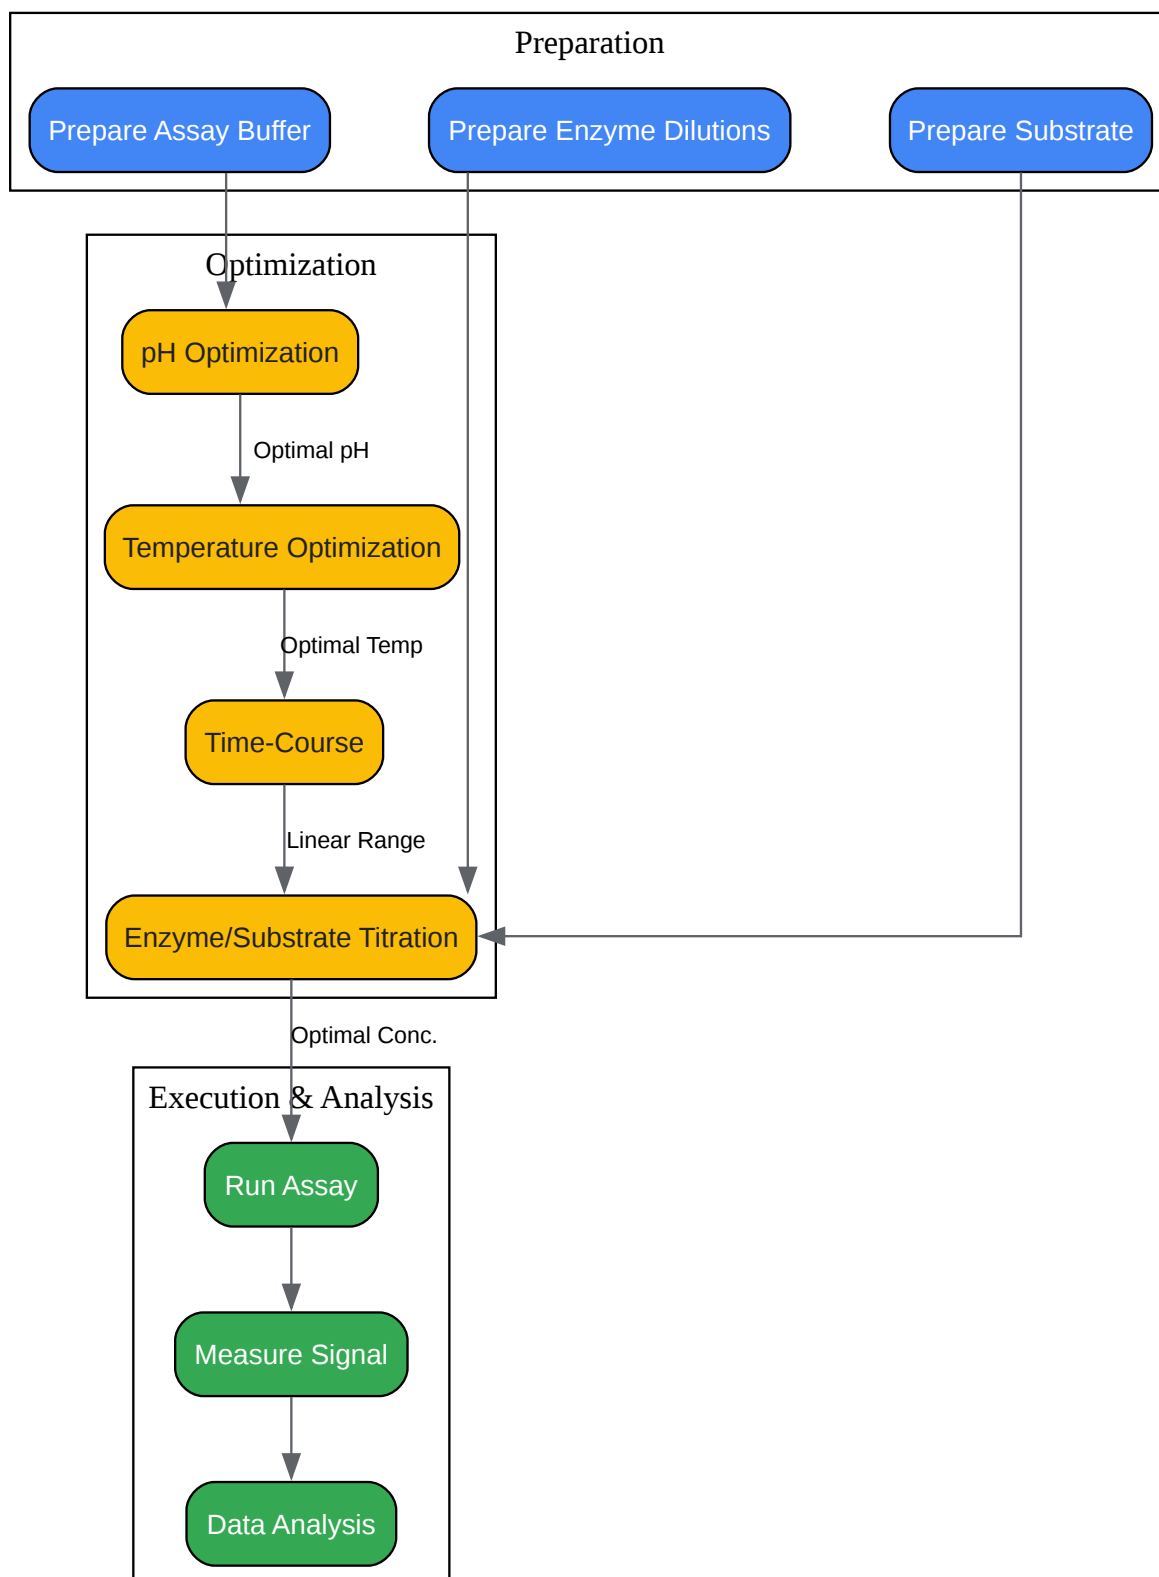 Preparation
Prepare Assay Buffer
Prepare Enzyme Dilutions
Prepare Substrate
Optimization
pH Optimization
Optimal pH
Temperature Optimization
Optimal Temp
Time-Course
Linear Range
Enzyme/Substrate Titration
Optimal Conc.
Execution & Analysis
Run Assay
Measure Signal
Data Analysis